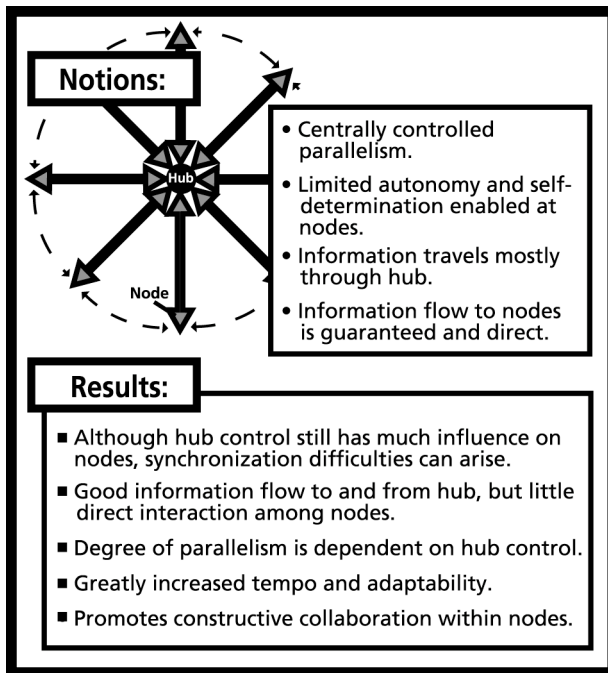 Notions:
Hub
Node
• Centrally controlled
parallelism.
• Limited autonomy and self-
determination enabled at
nodes.
• Information travels mostly
through hub.
• Information flow to nodes
is guaranteed and direct.
Results:
▪ Although hub control still has much influence on
nodes, synchronization difficulties can arise.
▪ Good information flow to and from hub, but little
direct interaction among nodes.
▪ Degree of parallelism is dependent on hub control.
▪ Greatly increased tempo and adaptability.
▪ Promotes constructive collaboration within nodes.